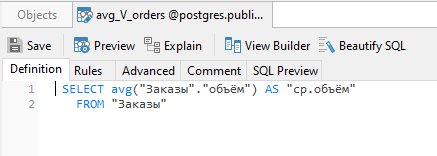 Objects avg_V_orders @postgres.publi...
Save Preview Explain View Builder Beautify SQL
Definition Rules Advanced Comment SQL Preview
1 SELECT avg("Заказы"."объём") AS "ср.объём"
2 FROM "Заказы"